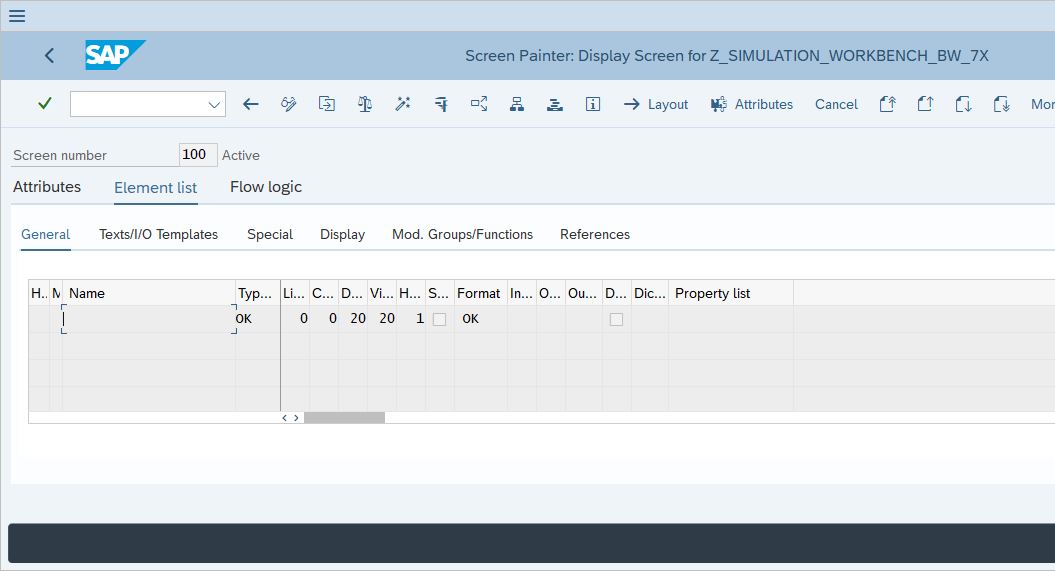 SAP
Screen Painter: Display Screen for Z_SIMULATION_WORKBENCH_BW_7X
Layout Attributes Cancel Mor
Screen number 100 Active
Attributes Element list Flow logic
General Texts/I/O Templates Special Display Mod. Groups/Functions References
H.. M Name Typ... Li... C... D... Vi... H... S... Format In... O... Ou... D... Dic... Property list
OK 0 0 20 20 1 OK